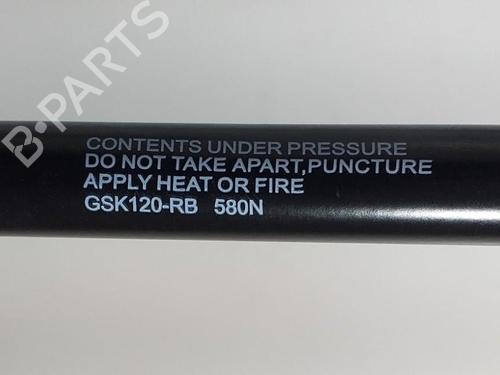 B-PARTS
CONTENTS UNDER PRESSURE
DO NOT TAKE APART,PUNCTURE
APPLY HEAT OR FIRE
GSK120-RB 580N